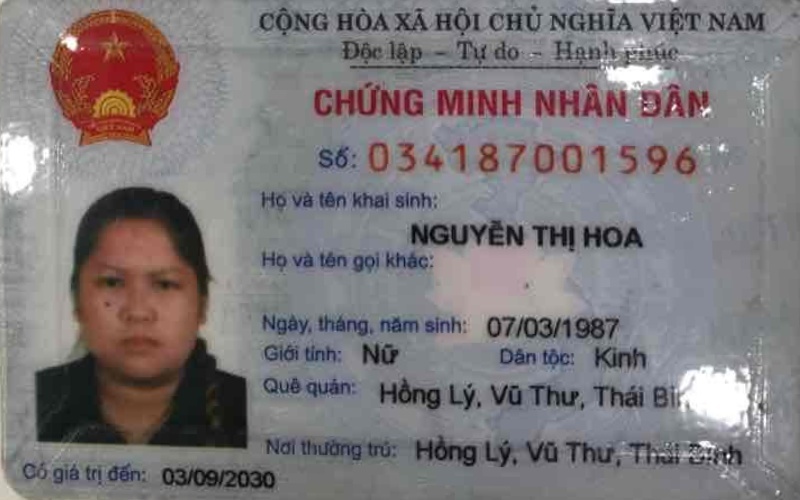 CỘNG HÒA XÃ HỘI CHỦ NGHĨA VIỆT NAM
Độc lập – Tự do – Hạnh phúc
CHỨNG MINH NHÂN DÂN
Số: 034187001596
Họ và tên khai sinh:
NGUYỄN THỊ HOA
Họ và tên gọi khác:
Ngày, tháng, năm sinh: 07/03/1987
Giới tính: Nữ Dân tộc: Kinh
Quê quán: Hồng Lý, Vũ Thư, Thái
Nơi thường trú: Hồng Lý, Vũ Thư, Thái Bình
Có giá trị đến: 03/09/2030